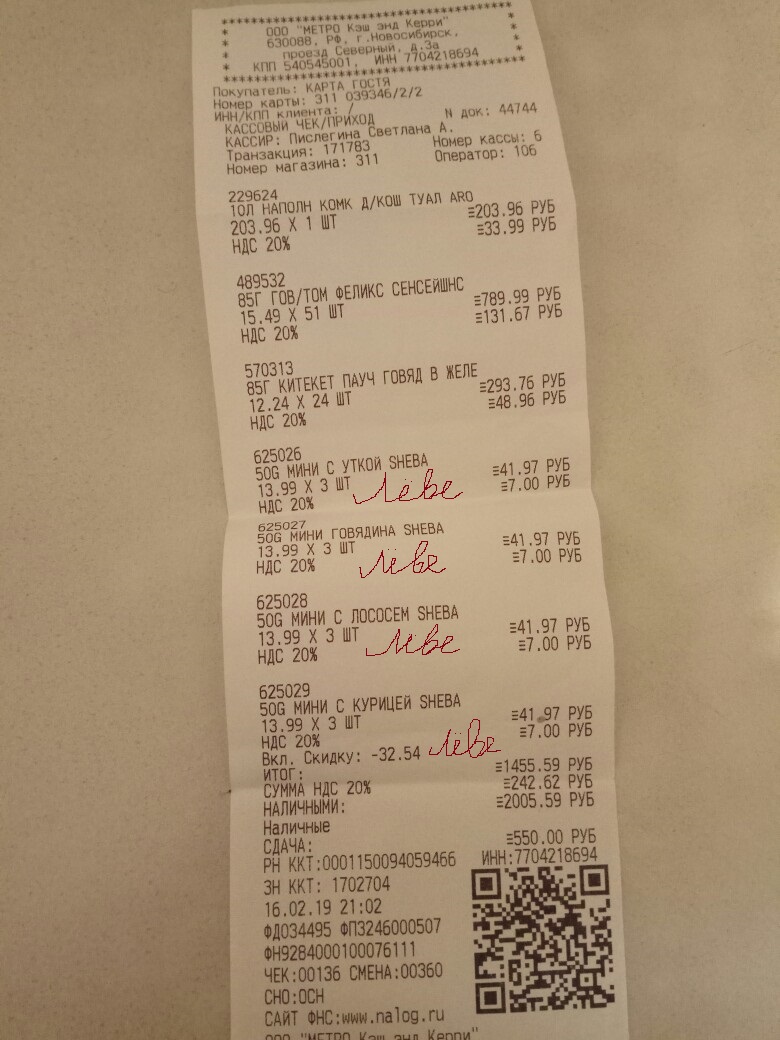 ООО "МЕТРО Кэш энд Керри"
630088, РФ, г.Новосибирск,
проезд Северный, д.3а
КПП 540545001, ИНН 7704218694
Покупатель: КАРТА ГОСТЯ
Номер карты: 311 039346/2/2
ИНН/КПП клиента: /
КАССОВЫЙ ЧЕК/ПРИХОД N док: 44744
КАССИР: Пислегина Светлана А.
Транзакция: 171783 Номер кассы: 6
Номер магазина: 311 Оператор: 106
229624
10Л НАПОЛН КОМК Д/КОШ ТУАЛ ARO
203.96 X 1 ШТ ≡203.96 РУБ
НДС 20% ≡33.99 РУБ
489532
85Г ГОВ/ТОМ ФЕЛИКС СЕНСЕЙШНС
15.49 X 51 ШТ ≡789.99 РУБ
НДС 20% ≡131.67 РУБ
570313
85Г КИТЕКЕТ ПАУЧ ГОВЯД В ЖЕЛЕ
12.24 X 24 ШТ ≡293.76 РУБ
НДС 20% ≡48.96 РУБ
625026
50G МИНИ С УТКОЙ SHEBA
13.99 X 3 ШТ ≡41.97 РУБ
НДС 20% Лёве ≡7.00 РУБ
625027
50G МИНИ ГОВЯДИНА SHEBA
13.99 X 3 ШТ ≡41.97 РУБ
НДС 20% Лёве ≡7.00 РУБ
625028
50G МИНИ С ЛОСОСЕМ SHEBA
13.99 X 3 ШТ ≡41.97 РУБ
НДС 20% Лёве ≡7.00 РУБ
625029
50G МИНИ С КУРИЦЕЙ SHEBA
13.99 X 3 ШТ ≡41.97 РУБ
НДС 20% ≡7.00 РУБ
Вкл. Скидку: -32.54 Лёве
ИТОГ: ≡1455.59 РУБ
СУММА НДС 20% ≡242.62 РУБ
НАЛИЧНЫМИ: ≡2005.59 РУБ
Наличные
СДАЧА: ≡550.00 РУБ
РН ККТ:0001150094059466 ИНН:7704218694
ЗН ККТ: 1702704
16.02.19 21:02
ФД034495 ФП3246000507
ФН9284000100076111
ЧЕК:00136 СМЕНА:00360
СНО:ОСН
САЙТ ФНС:www.nalog.ru
ООО "МЕТРО Кэш энд Керри"